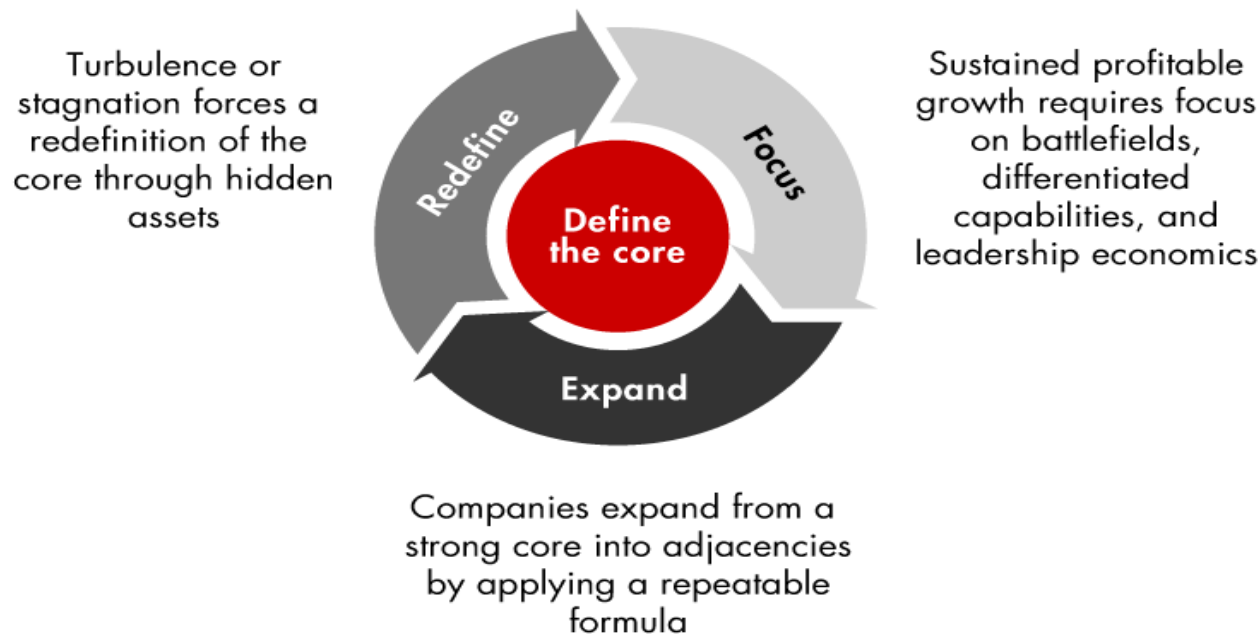 Turbulence or
stagnation forces a
redefinition of the
core through hidden
assets
Redefine
Focus
Define
the core
Expand
Sustained profitable
growth requires focus
on battlefields,
differentiated
capabilities, and
leadership economics
Companies expand from a
strong core into adjacencies
by applying a repeatable
formula